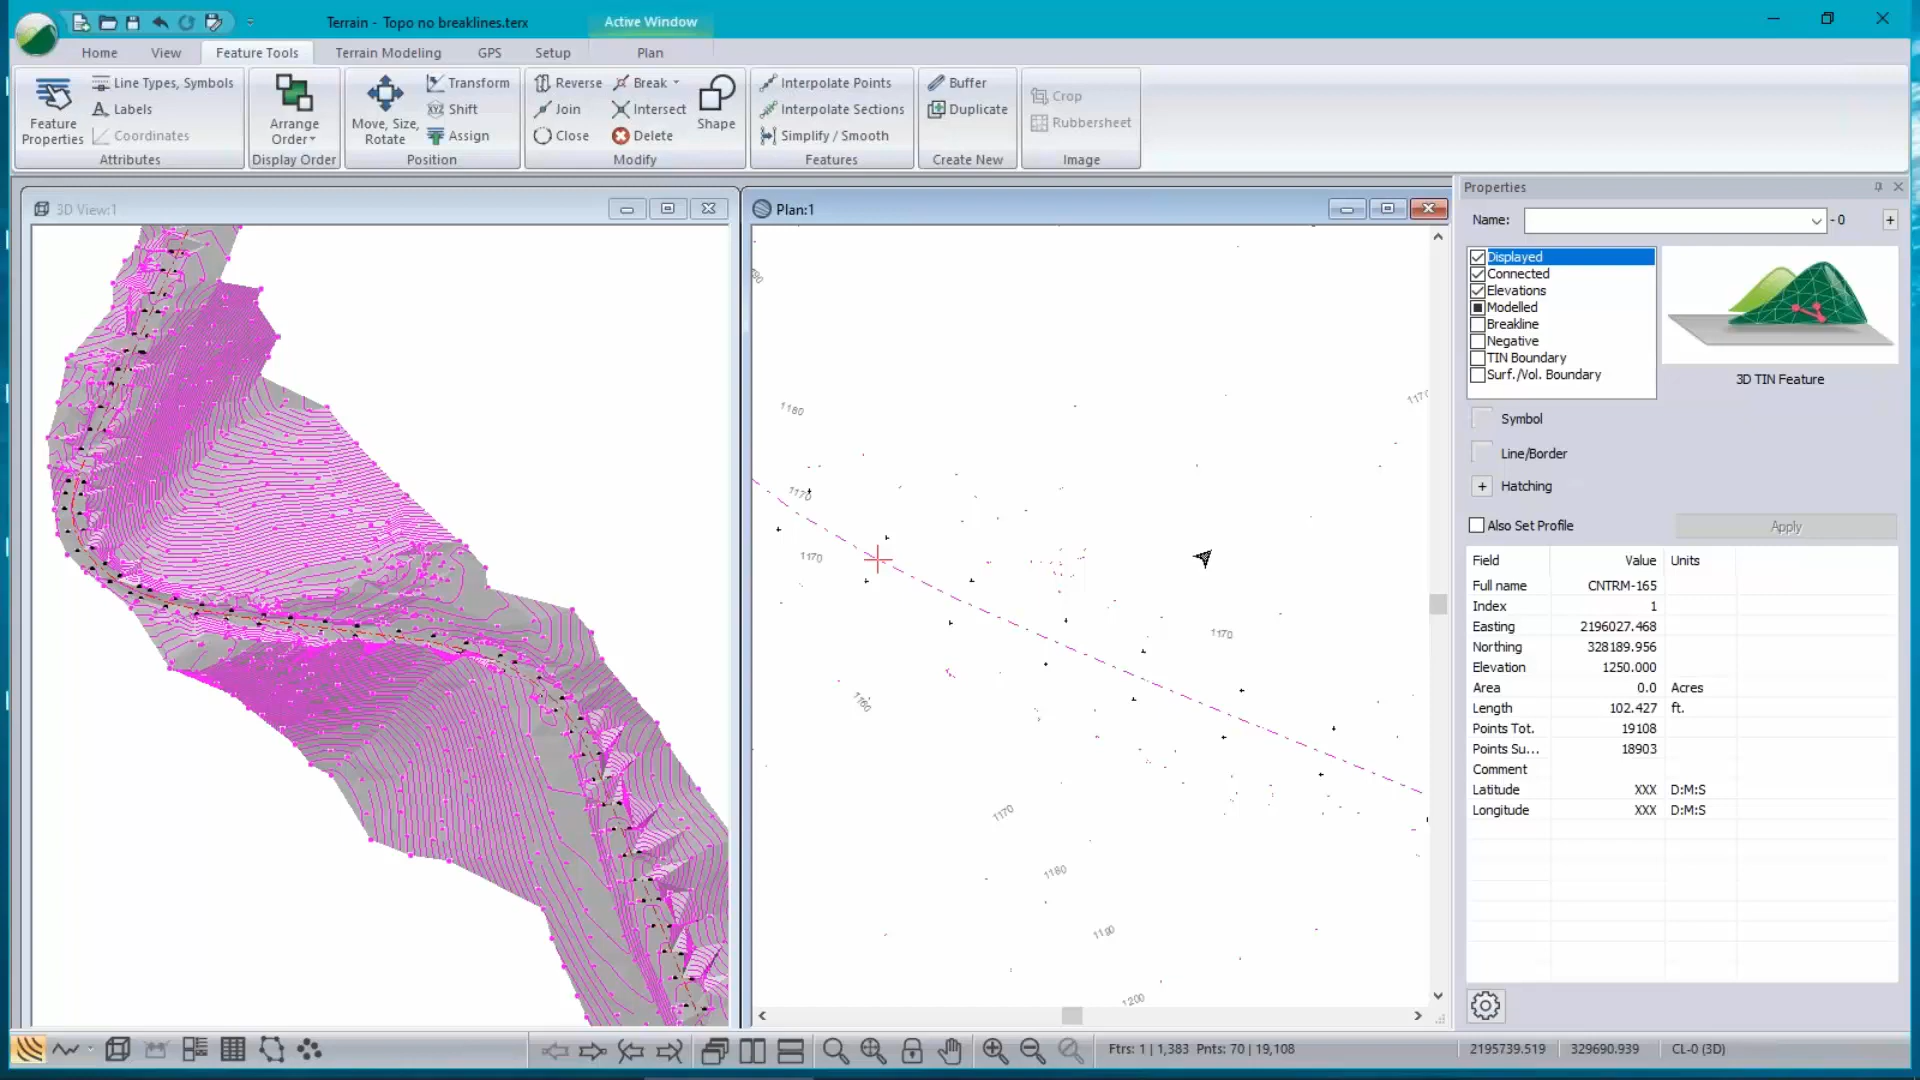 Terrain - Topo no breaklines.terx
Active Window
Home View Feature Tools Terrain Modeling GPS Setup Plan
Feature Properties
Line Types, Symbols
Labels
Coordinates
Attributes
Arrange Order
Display Order
Move, Size, Rotate
Transform
Shift
Assign
Position
Reverse
Join
Close
Break
Intersect
Delete
Shape
Modify
Interpolate Points
Interpolate Sections
Simplify / Smooth
Features
Buffer
Duplicate
Create New
Crop
Rubbersheet
Image
3D View:1
Plan:1
1180
1170
1170
1170
1160
1170
1170
1180
1190
1200
Properties
Name: - 0
Displayed
Connected
Elevations
Modelled
Breakline
Negative
TIN Boundary
Surf./Vol. Boundary
3D TIN Feature
Symbol
Line/Border
Hatching
Also Set Profile
Apply
Field Value Units
Full name CNTRM-165
Index 1
Easting 2196027.468
Northing 328189.956
Elevation 1250.000
Area 0.0 Acres
Length 102.427 ft.
Points Tot. 19108
Points Su... 18903
Comment
Latitude XXX D:M:S
Longitude XXX D:M:S
Ftrs: 1 | 1,383 Pnts: 70 | 19,108
2195739.519 329690.939 CL-0 (3D)